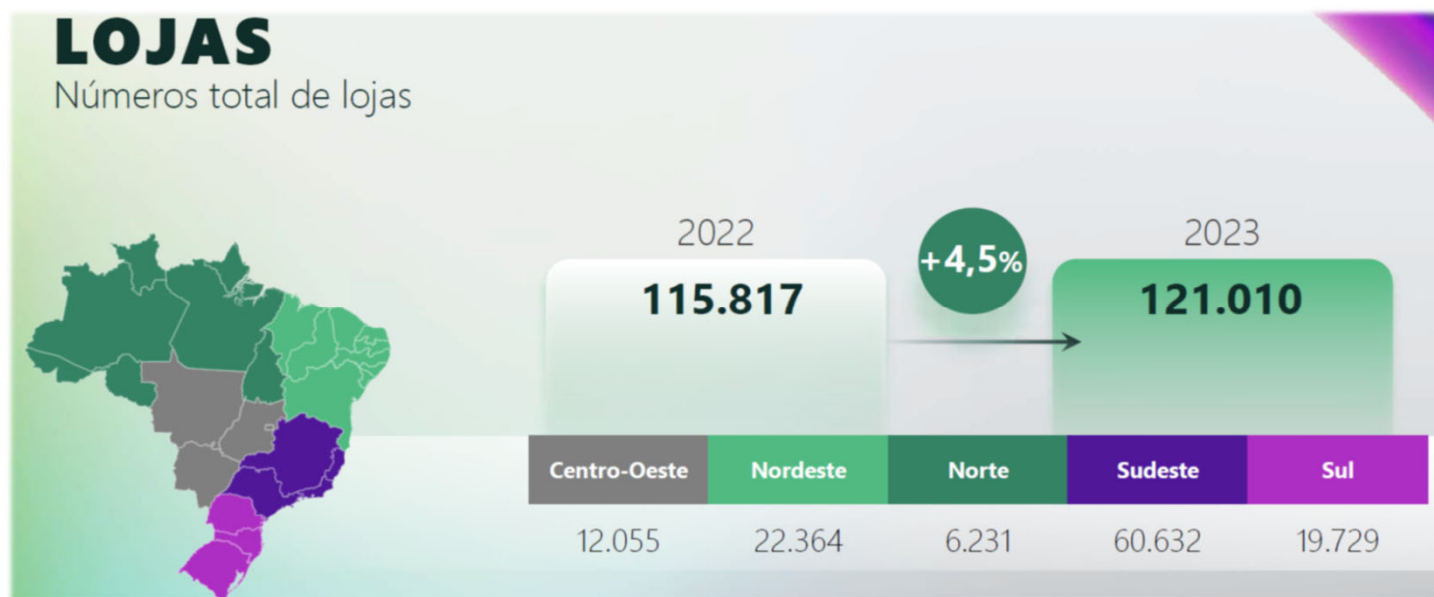 LOJAS
Números total de lojas
2022
+4,5%
2023
115.817
121.010
Centro-Oeste Nordeste Norte Sudeste Sul
12.055 22.364 6.231 60.632 19.729